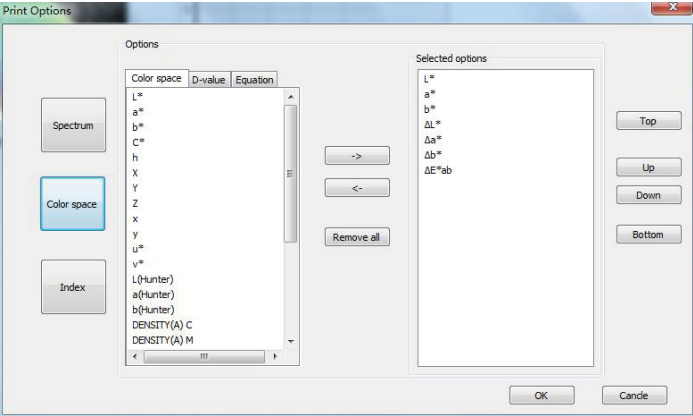 Print Options
Options
Color space D-value Equation
L*
a*
b*
C*
h
X
Y
Z
x
y
u*
v*
L(Hunter)
a(Hunter)
b(Hunter)
DENSITY(A) C
DENSITY(A) M
Spectrum
Color space
Index
->
<-
Remove all
Selected options
L*
a*
b*
ΔL*
Δa*
Δb*
ΔE*ab
Top
Up
Down
Bottom
OK
Cancle